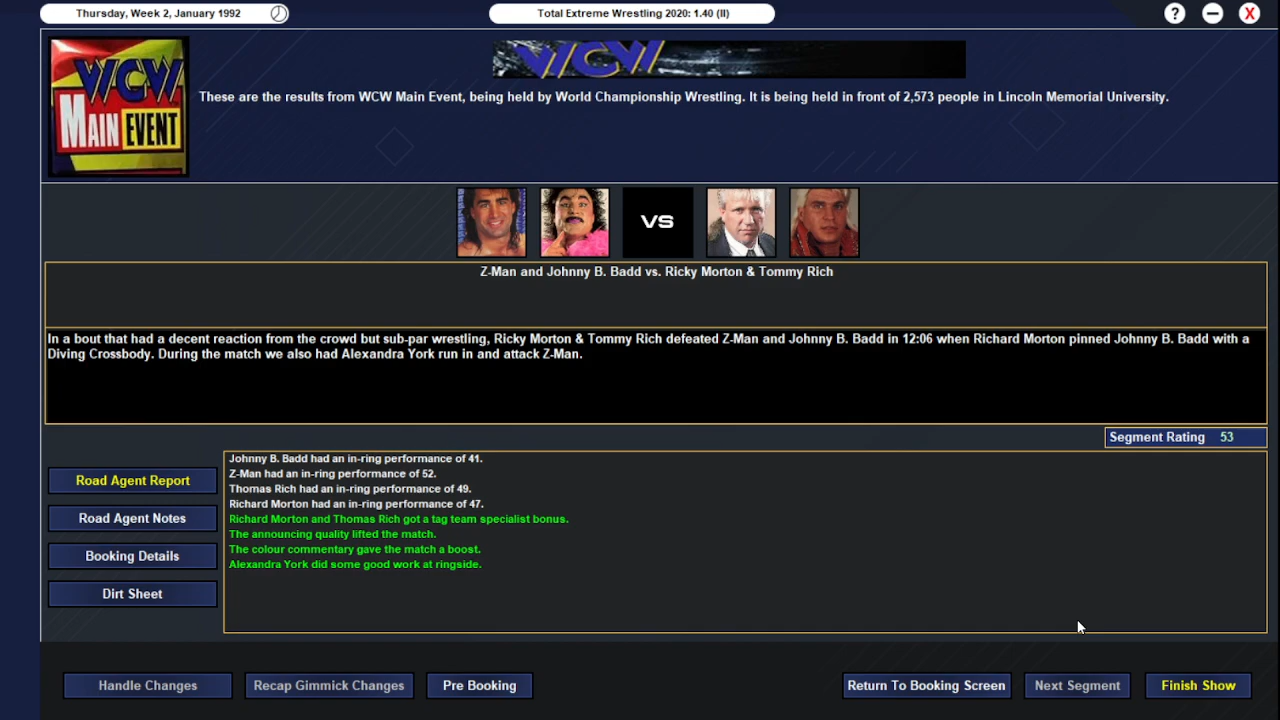 Thursday, Week 2, January 1992
Total Extreme Wrestling 2020: 1.40 (II)
?
X
WCW
MAIN EVENT
WCW
These are the results from WCW Main Event, being held by World Championship Wrestling. It is being held in front of 2,573 people in Lincoln Memorial University.
VS
Z-Man and Johnny B. Badd vs. Ricky Morton & Tommy Rich
In a bout that had a decent reaction from the crowd but sub-par wrestling, Ricky Morton & Tommy Rich defeated Z-Man and Johnny B. Badd in 12:06 when Richard Morton pinned Johnny B. Badd with a
Diving Crossbody. During the match we also had Alexandra York run in and attack Z-Man.
Segment Rating 53
Johnny B. Badd had an in-ring performance of 41.
Z-Man had an in-ring performance of 52.
Thomas Rich had an in-ring performance of 49.
Richard Morton had an in-ring performance of 47.
Richard Morton and Thomas Rich got a tag team specialist bonus.
The announcing quality lifted the match.
The colour commentary gave the match a boost.
Alexandra York did some good work at ringside.
Road Agent Report
Road Agent Notes
Booking Details
Dirt Sheet
Handle Changes
Recap Gimmick Changes
Pre Booking
Return To Booking Screen
Next Segment
Finish Show